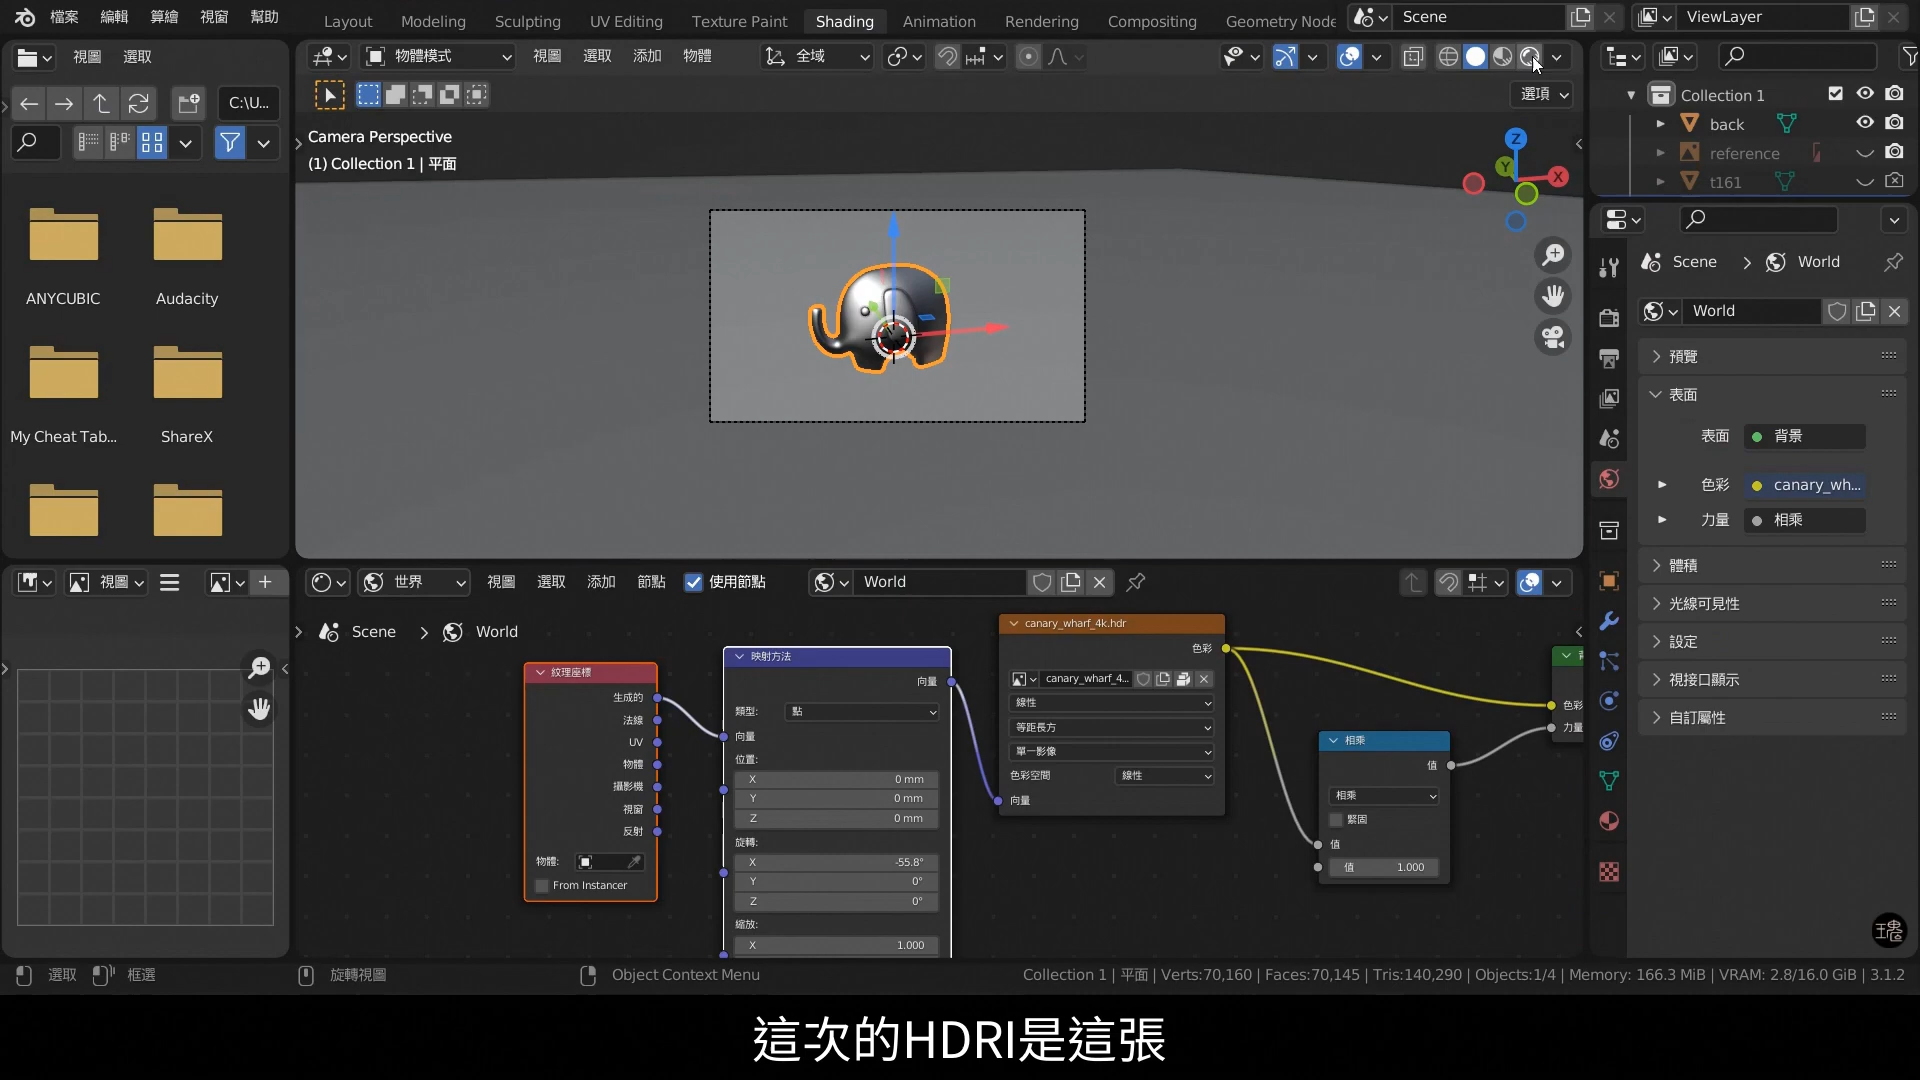 檔案 編輯 算繪 視窗 幫助
Layout Modeling Sculpting UV Editing Texture Paint Shading Animation Rendering Compositing Geometry Node
Scene
ViewLayer
視圖 選取
C:\U...
ANYCUBIC Audacity
My Cheat Tab... ShareX
物體模式 視圖 選取 添加 物體 全域
選項
Camera Perspective
(1) Collection 1 | 平面
Z
Y
X
Collection 1
back
reference
t161
Scene > World
World
預覽
表面
表面 背景
色彩 canary_wh...
力量 相乘
體積
光線可見性
設定
視接口顯示
自訂屬性
視圖
世界 視圖 選取 添加 節點 使用節點 World
Scene > World
紋理座標
生成的
法線
UV
物體
攝影機
視窗
反射
物體:
From Instancer
映射方法
向量
類型: 點
向量
位置:
X 0 mm
Y 0 mm
Z 0 mm
旋轉:
X -55.8°
Y 0°
Z 0°
縮放:
X 1.000
canary_wharf_4k.hdr
色彩
canary_wharf_4...
線性
等距長方
單一影像
色彩空間 線性
向量
相乘
值
相乘
緊固
值
值 1.000
色彩
力量
選取 框選 旋轉視圖 Object Context Menu
Collection 1 | 平面 | Verts:70,160 | Faces:70,145 | Tris:140,290 | Objects:1/4 | Memory: 166.3 MiB | VRAM: 2.8/16.0 GiB | 3.1.2
這次的HDRI是這張